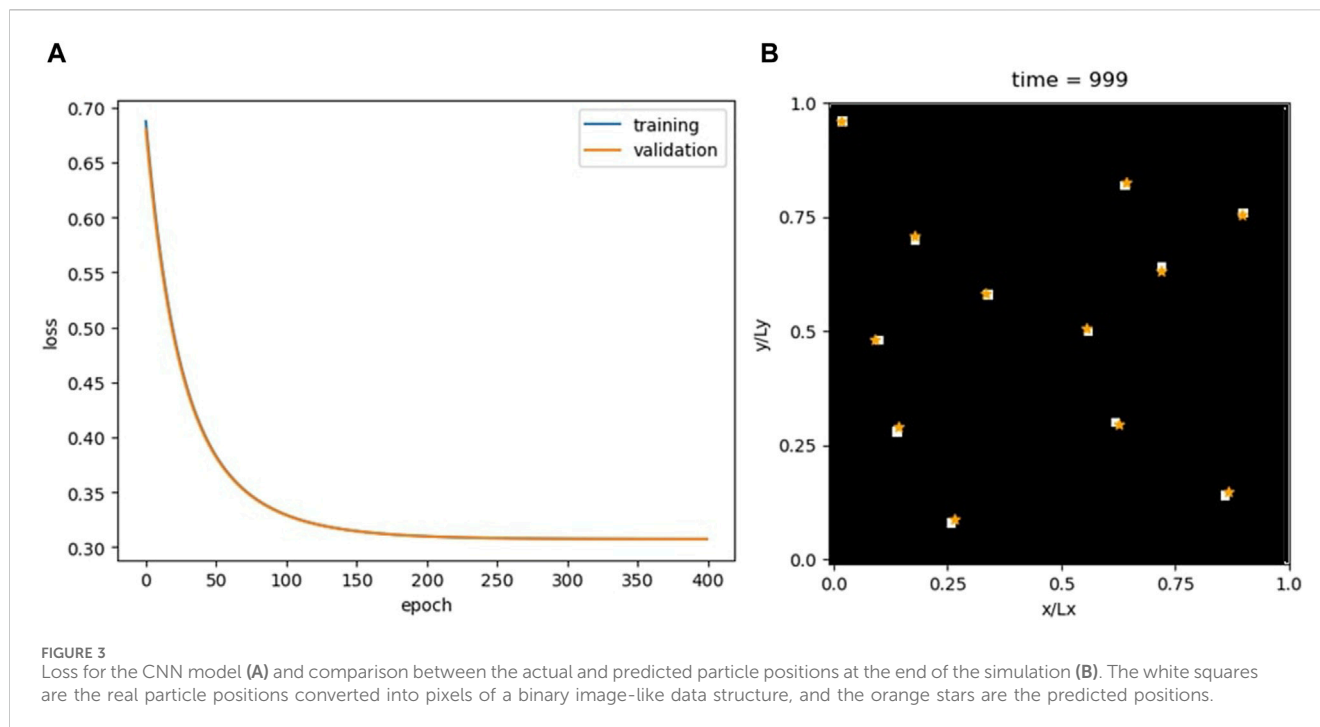 A
B
time = 999
0.70
0.65
0.60
0.55
0.50
0.45
0.40
0.35
0.30
loss
training
validation
0
50
100
150
200
250
300
350
400
epoch
1.0
0.75
0.5
0.25
0.0
y/Ly
0.0
0.25
0.5
0.75
1.0
x/Lx
FIGURE 3
Loss for the CNN model (A) and comparison between the actual and predicted particle positions at the end of the simulation (B). The white squares
are the real particle positions converted into pixels of a binary image-like data structure, and the orange stars are the predicted positions.